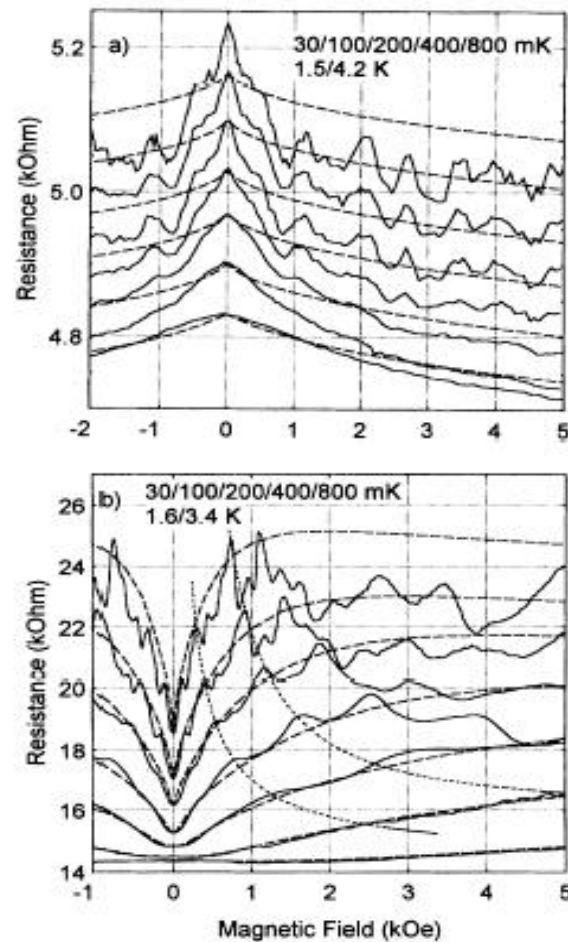 5.2
a)
30/100/200/400/800 mK
1.5/4.2 K
Resistance (kOhm)
5.0
4.8
-2 -1 0 1 2 3 4 5
26
b)
30/100/200/400/800 mK
1.6/3.4 K
24
22
Resistance (kOhm)
20
18
16
14
-1 0 1 2 3 4 5
Magnetic Field (kOe)